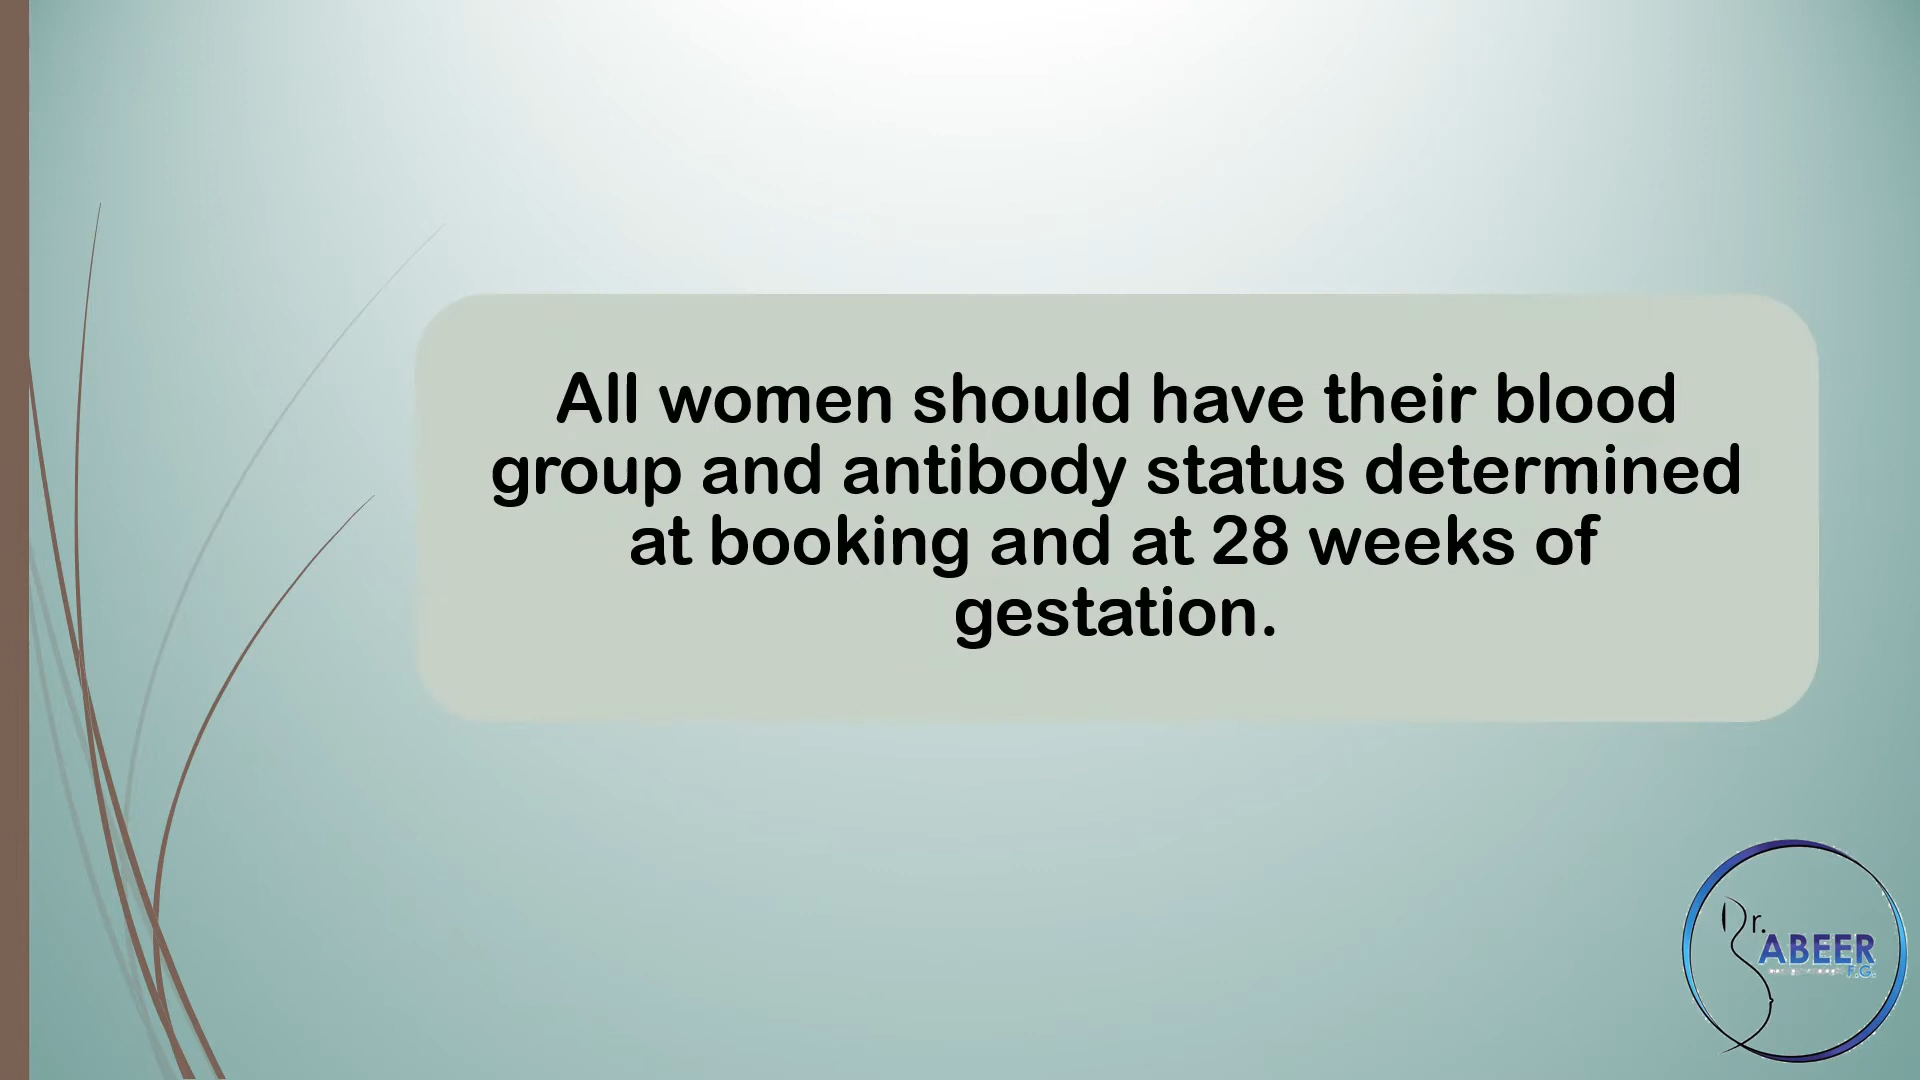 All women should have their blood
group and antibody status determined
at booking and at 28 weeks of
gestation.
Dr.
ABEER
F.G.